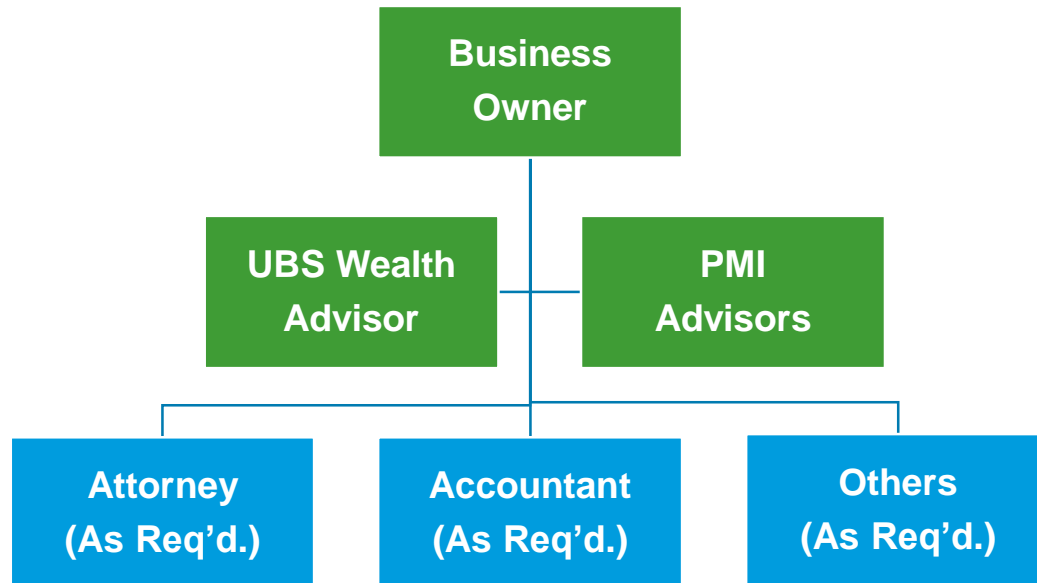 Business
Owner
UBS Wealth
Advisor
PMI
Advisors
Attorney
(As Req’d.)
Accountant
(As Req’d.)
Others
(As Req’d.)